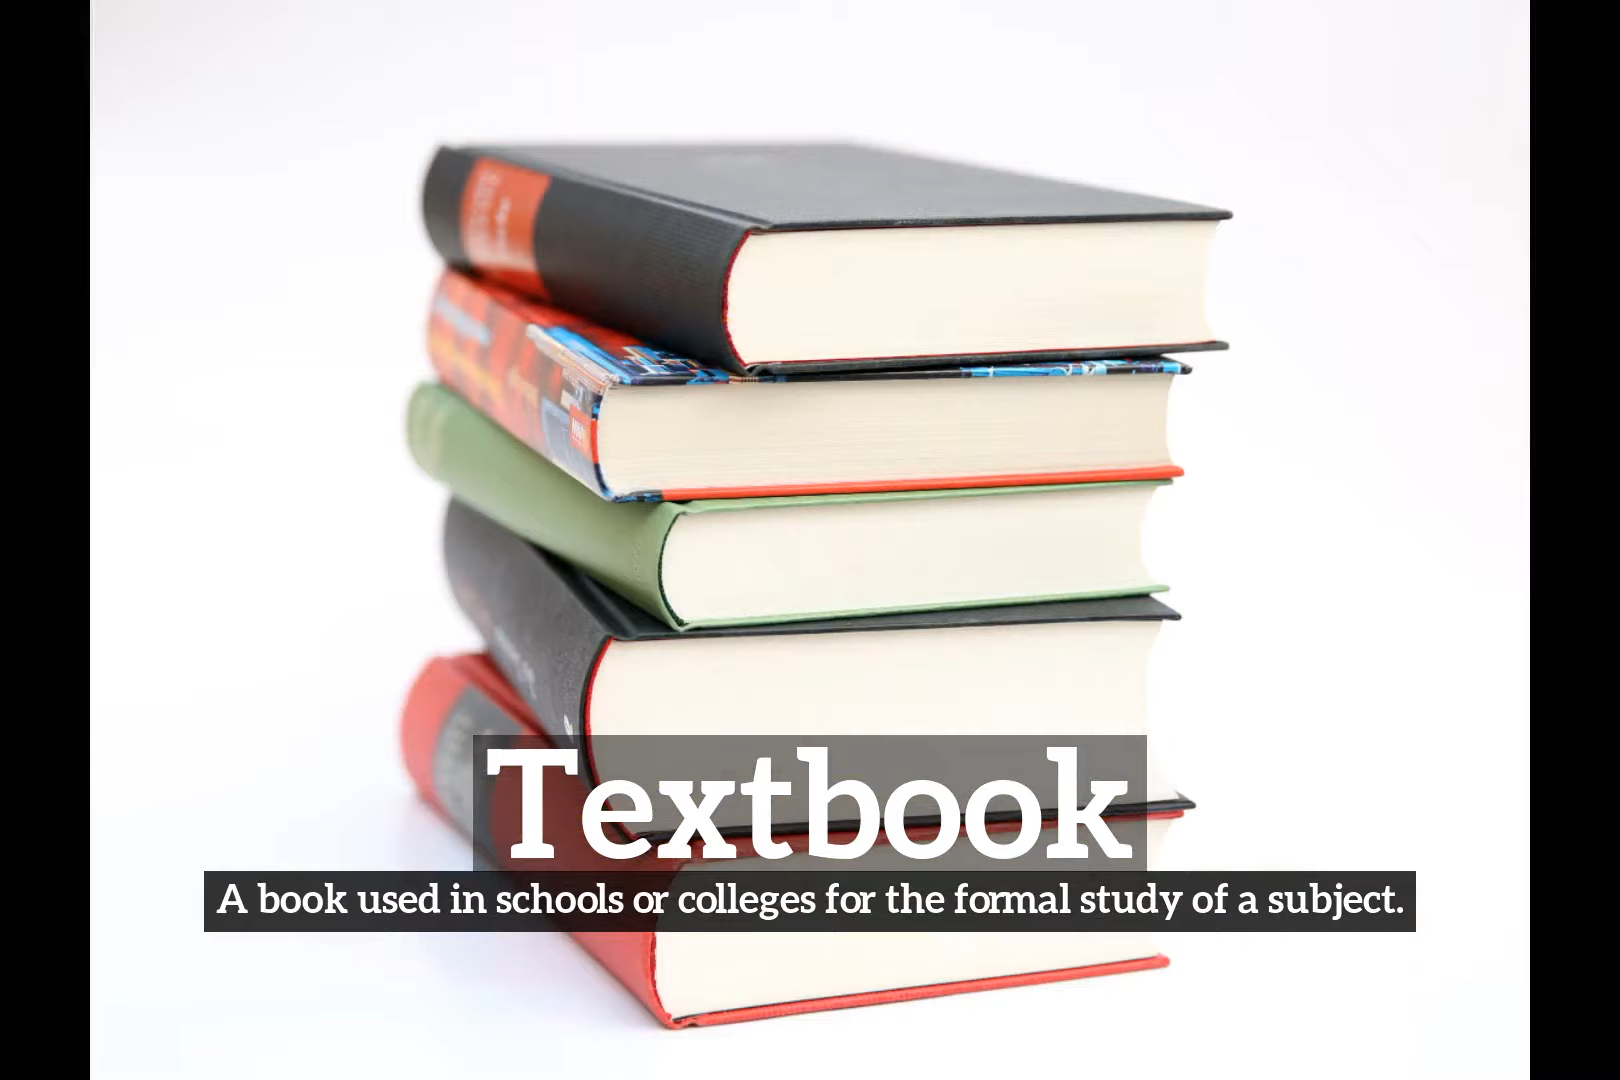 Textbook
A book used in schools or colleges for the formal study of a subject.